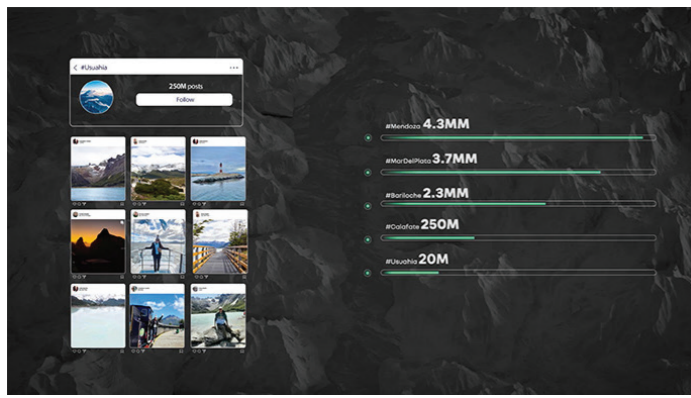 #Usuahia
250M posts
Follow
#Mendoza 4.3MM
#MarDelPlata 3.7MM
#Bariloche 2.3MM
#Calafate 250M
#Usuahia 20M